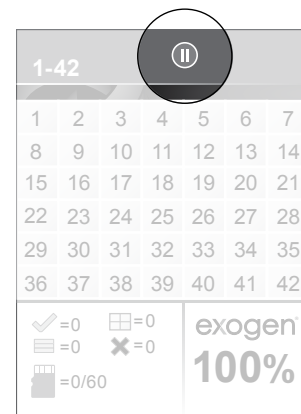 1-42
1 2 3 4 5 6 7
8 9 10 11 12 13 14
15 16 17 18 19 20 21
22 23 24 25 26 27 28
29 30 31 32 33 34 35
36 37 38 39 40 41 42
=0 =0
=0 =0
=0/60
exogen
100%